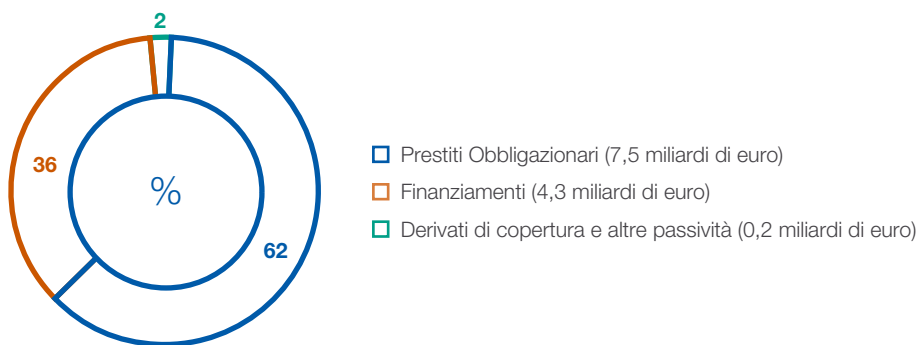 2
36
%
62
Prestiti Obbligazionari (7,5 miliardi di euro)
Finanziamenti (4,3 miliardi di euro)
Derivati di copertura e altre passività (0,2 miliardi di euro)